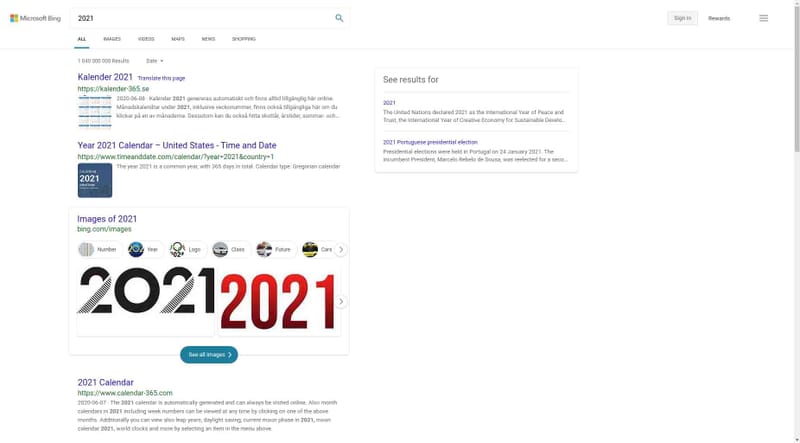 Microsoft Bing
2021
Sign in
Rewards
ALL
IMAGES
VIDEOS
MAPS
NEWS
SHOPPING
1 040 000 000 Results
Date
Kalender 2021
Translate this page
https://kalender-365.se
2020-06-08 · Kalender 2021 genereras automatiskt och finns alltid tillgänglig här online.
Månadskalendrar under 2021, inklusive veckonummer, finns också tillgängliga här om du
klickar på en av månaderna. Dessutom kan du också hitta skottår, årstider, sommar- och...
Year 2021 Calendar – United States - Time and Date
https://www.timeanddate.com/calendar/?year=2021&country=1
CALENDAR
2021
The year 2021 is a common year, with 365 days in total. Calendar type: Gregorian calendar
Images of 2021
bing.com/images
Number
Year
Logo
Class
Future
Cars
2021
2021
See all images
2021 Calendar
https://www.calendar-365.com
2020-06-07 · The 2021 calendar is automatically generated and can always be visited online. Also month
calendars in 2021 including week numbers can be viewed at any time by clicking on one of the above
months. Additionally you can view also leap years, daylight saving, current moon phase in 2021, moon
calendar 2021, world clocks and more by selecting an item in the menu above.
See results for
2021
The United Nations declared 2021 as the International Year of Peace and
Trust, the International Year of Creative Economy for Sustainable Develo...
2021 Portuguese presidential election
Presidential elections were held in Portugal on 24 January 2021. The
incumbent President, Marcelo Rebelo de Sousa, was reelected for a seco...